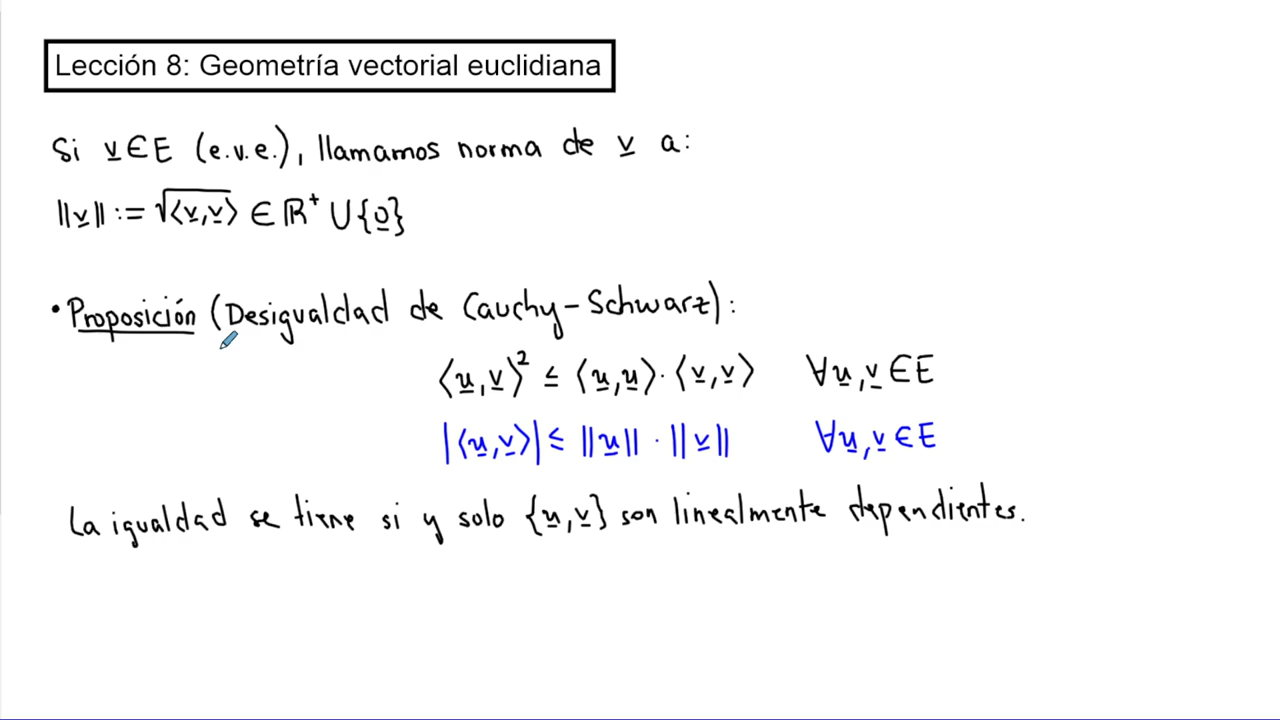 Lección 8: Geometría vectorial euclidiana
Si v̲∈E (e.v.e.), llamamos norma de v̲ a:
‖v̲‖ := √⟨v̲,v̲⟩ ∈ ℝ⁺ ∪ {0̲}
• Proposición (Desigualdad de Cauchy-Schwarz):
⟨u̲,v̲⟩² ≤ ⟨u̲,u̲⟩·⟨v̲,v̲⟩ ∀u̲,v̲∈E
|⟨u̲,v̲⟩| ≤ ‖u̲‖·‖v̲‖ ∀u̲,v̲∈E
La igualdad se tiene si y solo {u̲,v̲} son linealmente dependientes.